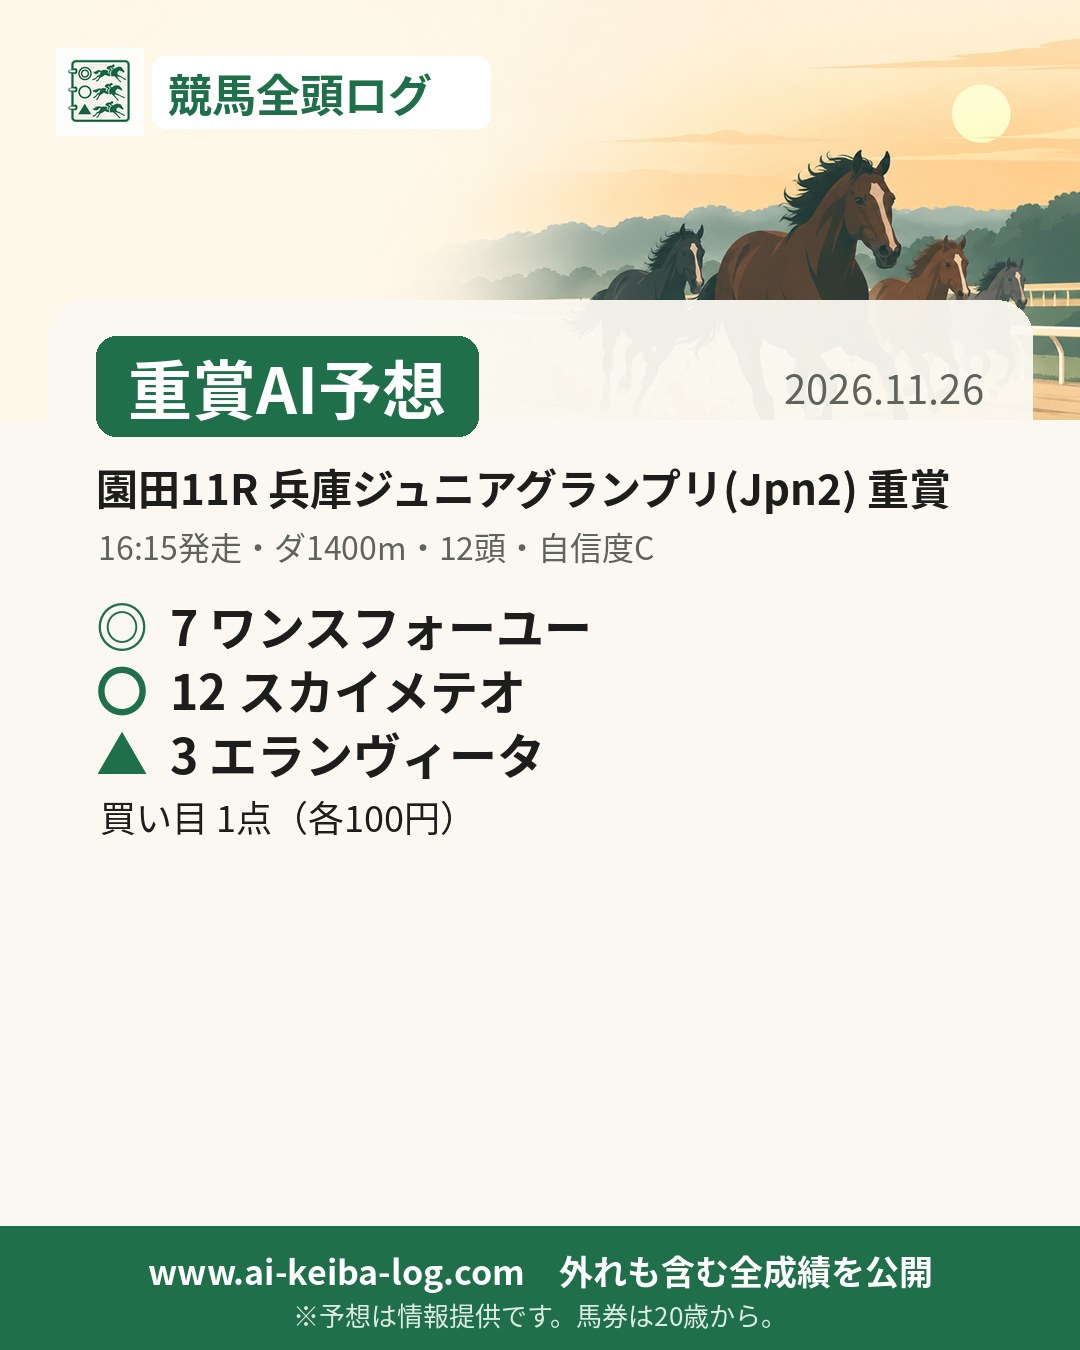 競馬全頭ログ
重賞AI予想
2026.11.26
園田11R 兵庫ジュニアグランプリ(Jpn2) 重賞
16:15発走・ダ1400m・12頭・自信度C
◎ 7 ワンスフォーユー
○ 12 スカイメテオ
▲ 3 エランヴィータ
買い目 1点（各100円）
www.ai-keiba-log.com 外れも含む全成績を公開
※予想は情報提供です。馬券は20歳から。